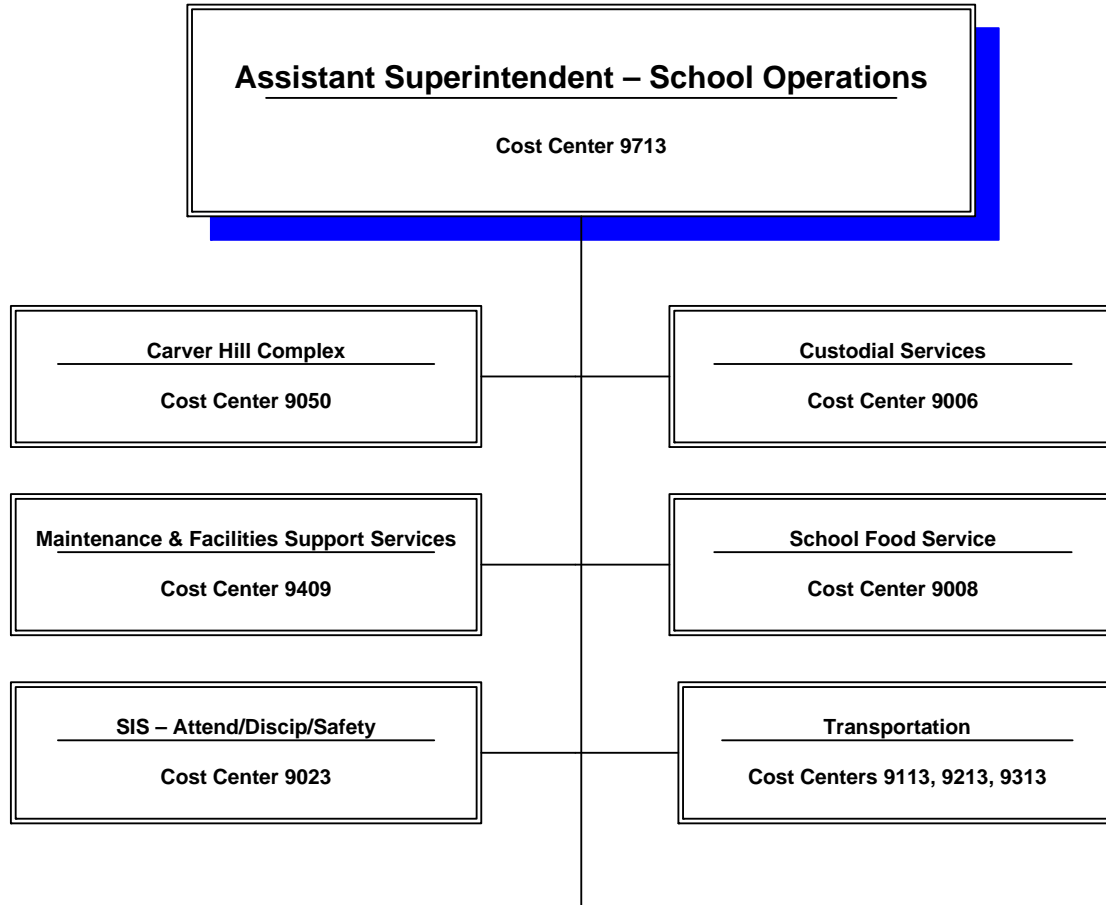 Assistant Superintendent – School Operations
Cost Center 9713
Carver Hill Complex
Cost Center 9050
Custodial Services
Cost Center 9006
Maintenance & Facilities Support Services
Cost Center 9409
School Food Service
Cost Center 9008
SIS – Attend/Discip/Safety
Cost Center 9023
Transportation
Cost Centers 9113, 9213, 9313